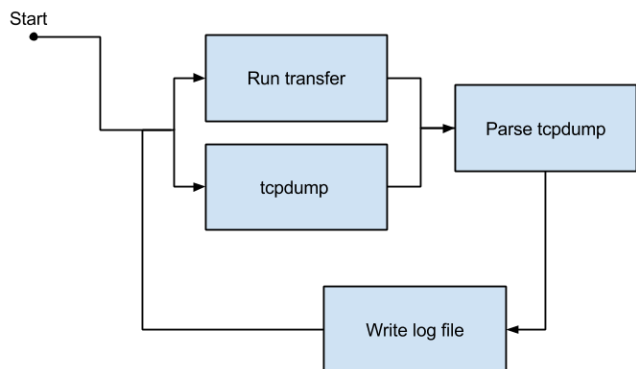 Start
Run transfer
Parse tcpdump
tcpdump
Write log file